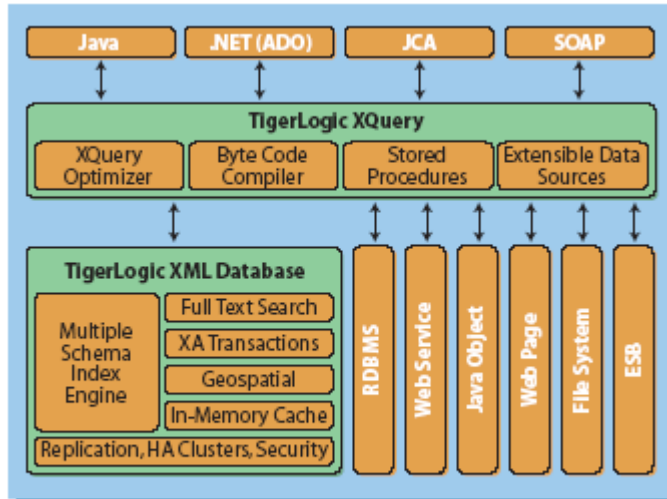 Java
.NET (ADO)
JCA
SOAP
TigerLogic XQuery
XQuery
Optimizer
Byte Code
Compiler
Stored
Procedures
Extensible Data
Sources
TigerLogic XML Database
Multiple
Schema
Index
Engine
Full Text Search
XA Transactions
Geospatial
In-Memory Cache
Replication, HA Clusters, Security
RDBMS
Web Service
Java Object
Web Page
File System
ESB